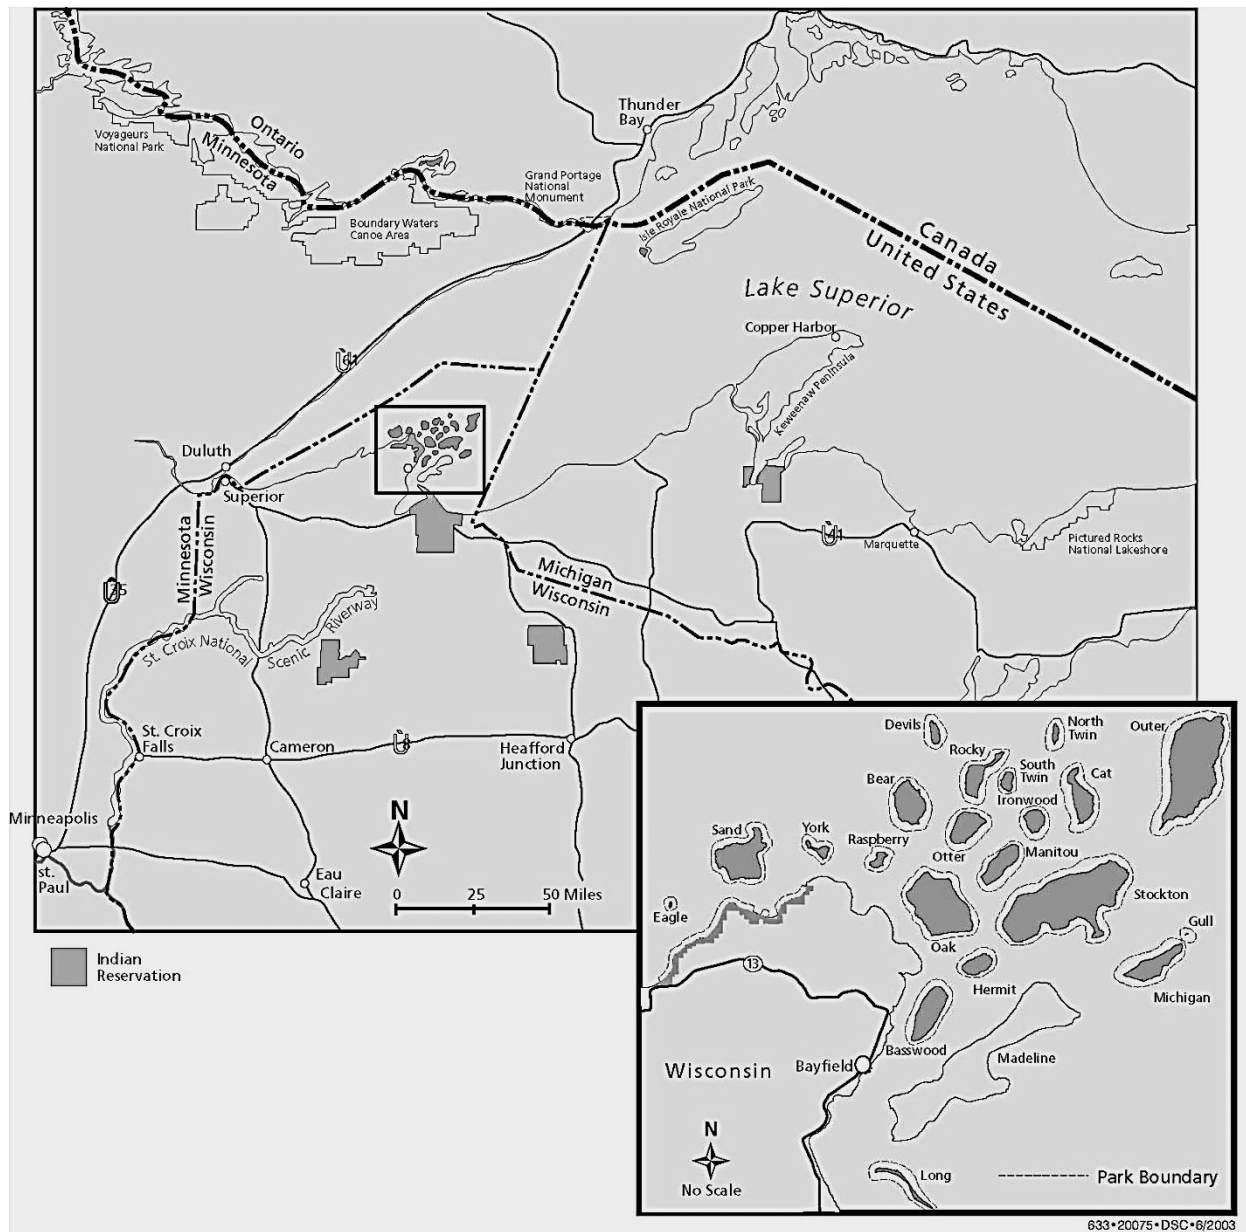 Thunder
Bay
Ontario
Minnesota
Voyageurs
National Park
Grand Portage
National
Monument
Isle Royale National Park
Boundary Waters
Canoe Area
Canada
United States
Lake Superior
Copper Harbor
Keweenaw Peninsula
61
Duluth
Superior
Minnesota
Wisconsin
35
41
Marquette
Pictured Rocks
National Lakeshore
Michigan
Wisconsin
St. Croix National
Scenic
Riverway
St. Croix
Falls
Cameron
8
Heafford
Junction
Minneapolis
St.
Paul
N
Eau
Claire
0 25 50 Miles
Indian
Reservation
Devils
North
Twin
Outer
Rocky
South
Twin
Cat
Bear
Ironwood
Sand
York
Raspberry
Otter
Manitou
Stockton
Eagle
Gull
Oak
13
Hermit
Michigan
Basswood
Madeline
Bayfield
Wisconsin
N
No Scale
Long
Park Boundary
633•20075•DSC•6/2003